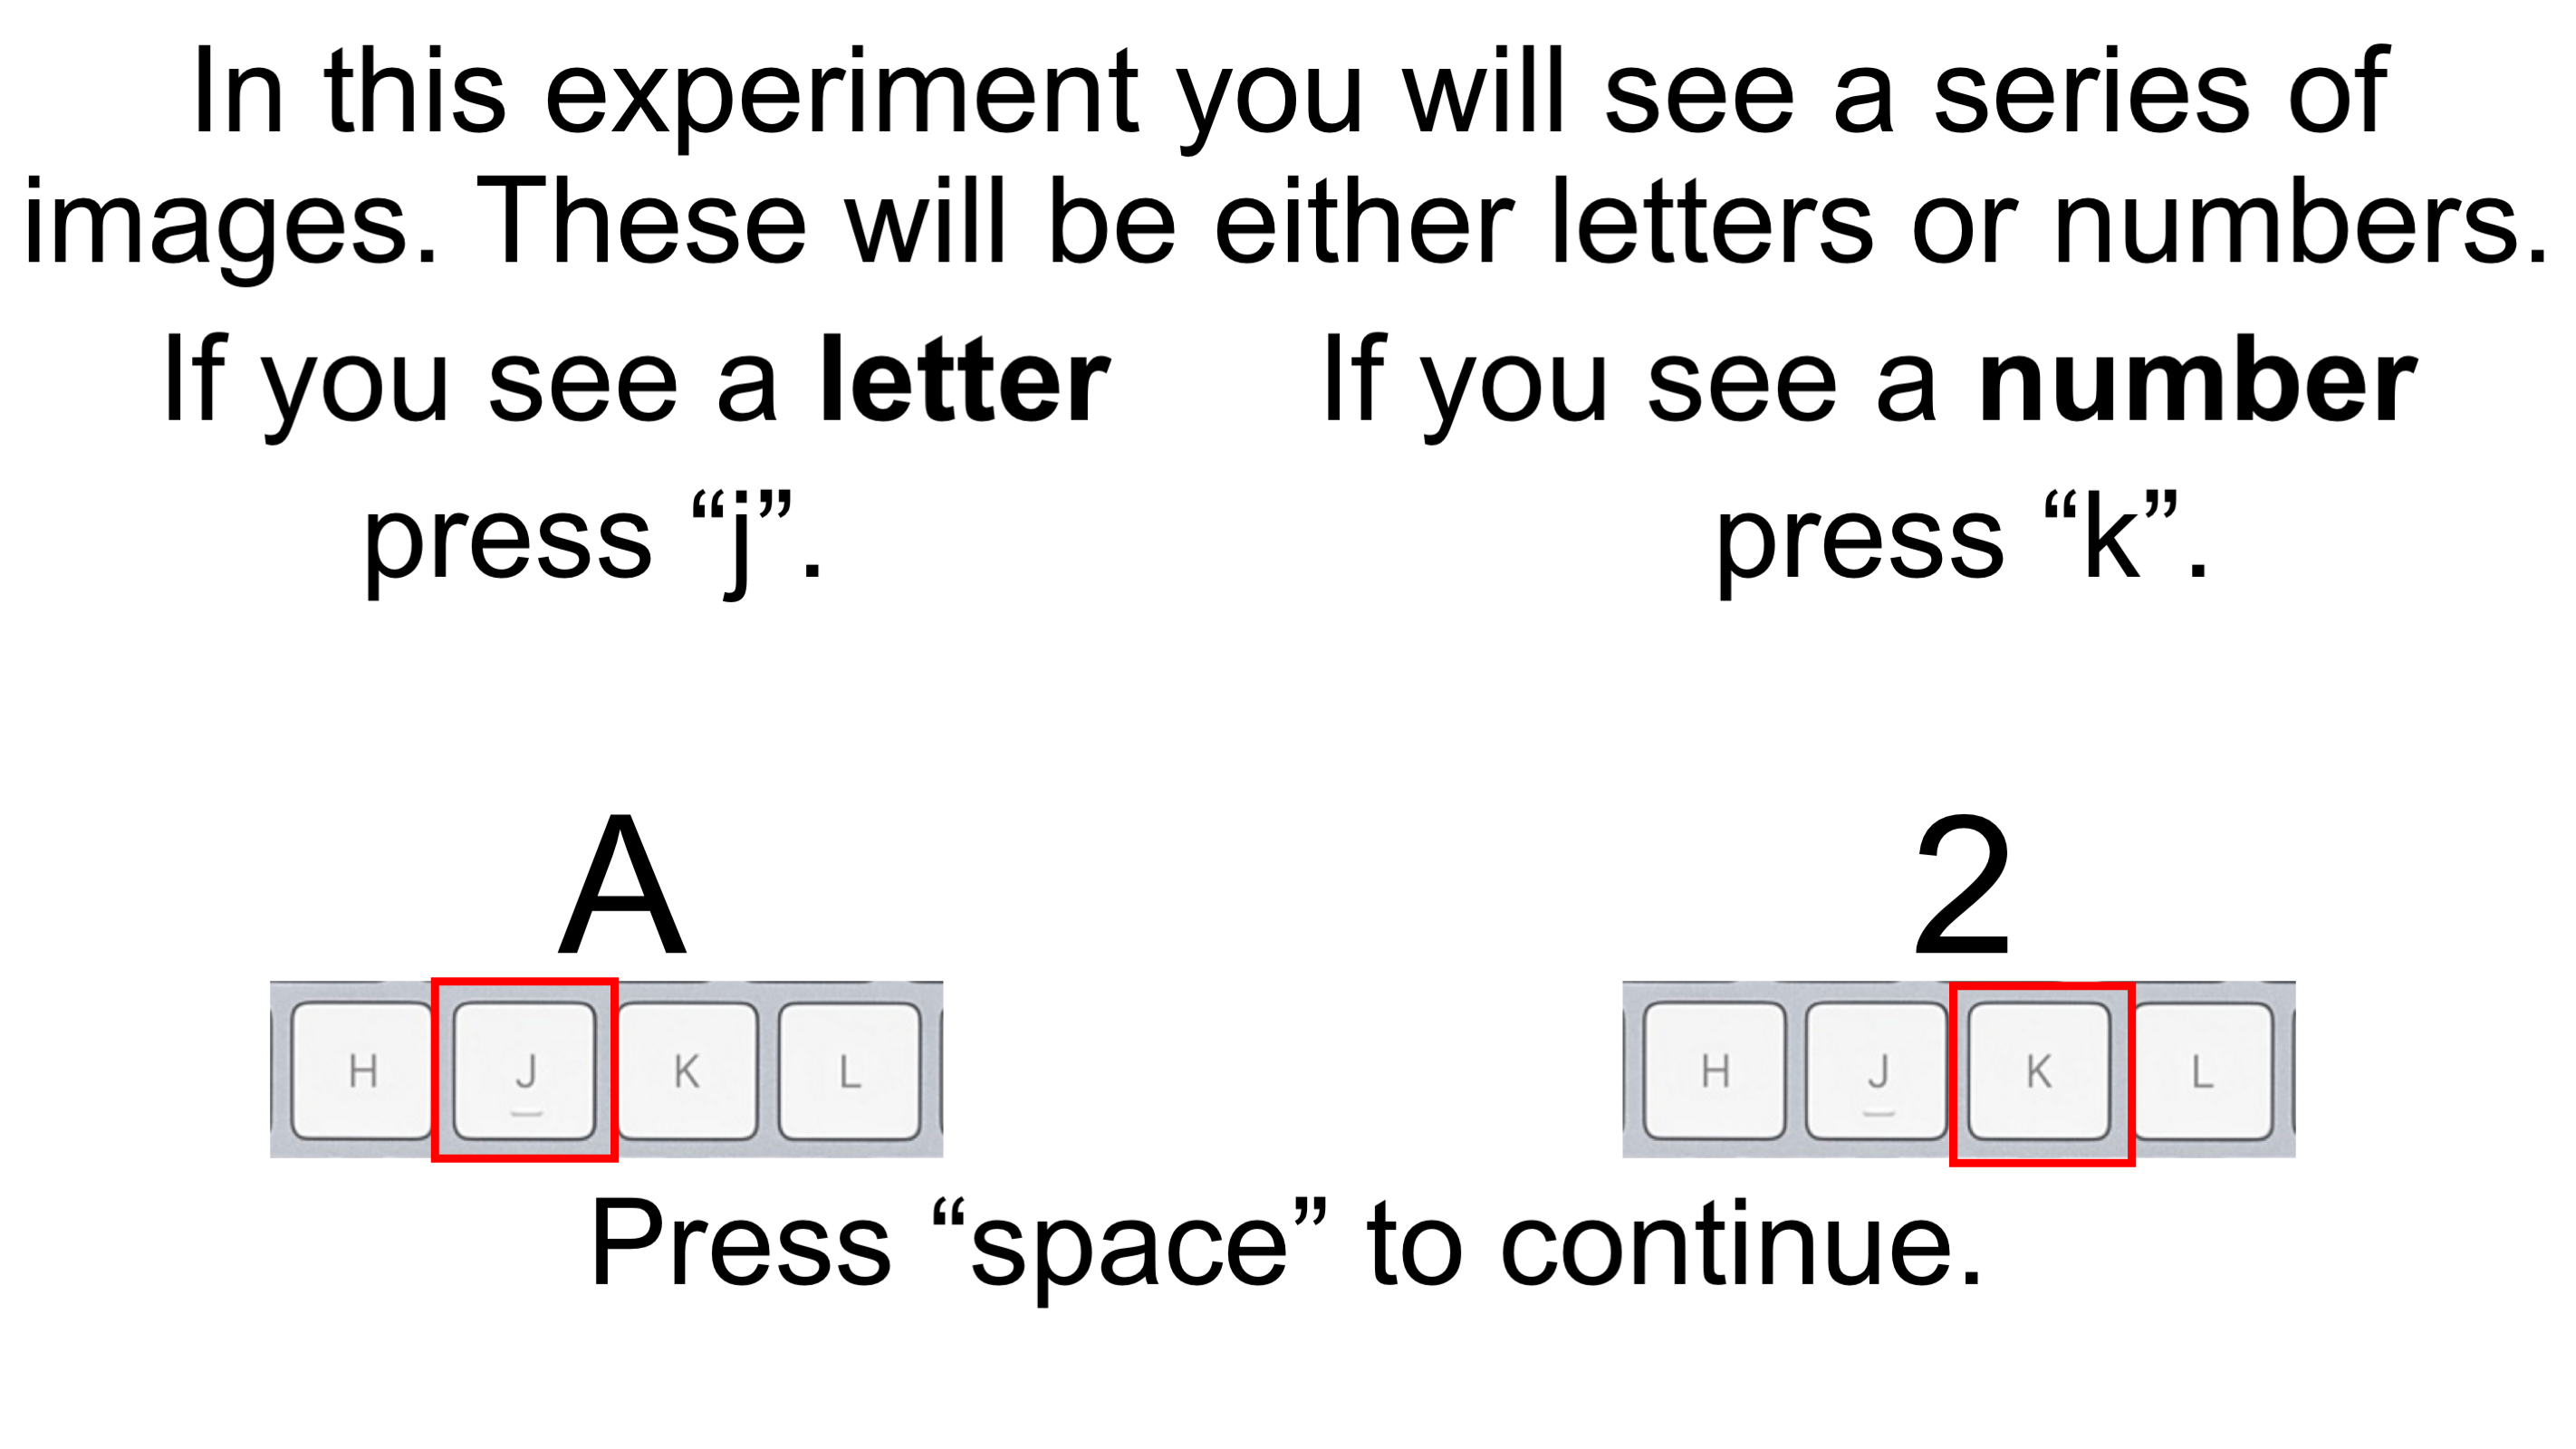 In this experiment you will see a series of
images. These will be either letters or numbers.
If you see a letter
press “j”.
If you see a number
press “k”.
A
H J K L
2
H J K L
Press “space” to continue.